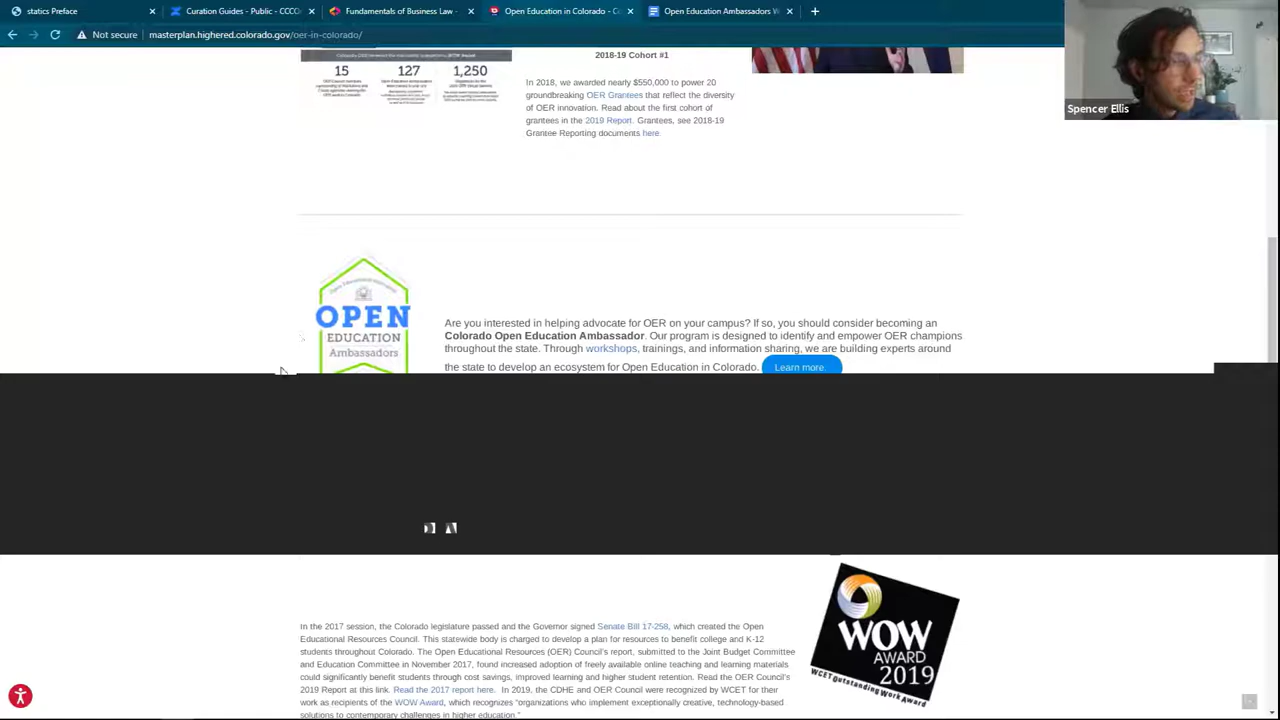 statics Preface
Curation Guides - Public - CCCO
Fundamentals of Business Law -
Open Education in Colorado - Co
Open Education Ambassadors W
Not secure
masterplan.highered.colorado.gov/oer-in-colorado/
Spencer Ellis
15
127
1,250
2018-19 Cohort #1
In 2018, we awarded nearly $550,000 to power 20
groundbreaking OER Grantees that reflect the diversity
of OER innovation. Read about the first cohort of
grantees in the 2019 Report. Grantees, see 2018-19
Grantee Reporting documents here.
OPEN
EDUCATION
Ambassadors
Are you interested in helping advocate for OER on your campus? If so, you should consider becoming an
Colorado Open Education Ambassador. Our program is designed to identify and empower OER champions
throughout the state. Through workshops, trainings, and information sharing, we are building experts around
the state to develop an ecosystem for Open Education in Colorado. Learn more.
In the 2017 session, the Colorado legislature passed and the Governor signed Senate Bill 17-258, which created the Open
Educational Resources Council. This statewide body is charged to develop a plan for resources to benefit college and K-12
students throughout Colorado. The Open Educational Resources (OER) Council's report, submitted to the Joint Budget Committee
and Education Committee in November 2017, found increased adoption of freely available online teaching and learning materials
could significantly benefit students through cost savings, improved learning and higher student retention. Read the OER Council's
2019 Report at this link. Read the 2017 report here. In 2019, the CDHE and OER Council were recognized by WCET for their
work as recipients of the WOW Award, which recognizes "organizations who implement exceptionally creative, technology-based
solutions to contemporary challenges in higher education."
WOW
AWARD
2019
WCET Outstanding Work Award